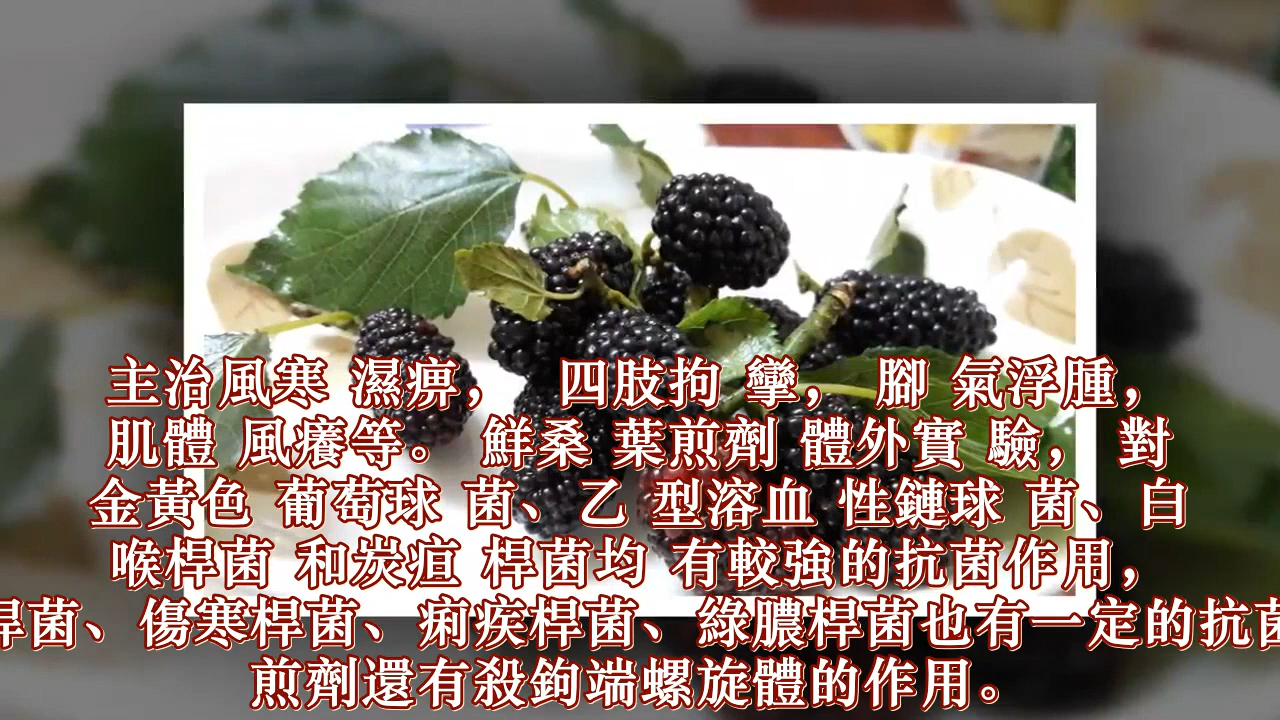 主治風寒 濕痹， 四肢拘 攣， 腳 氣浮腫，
肌體 風癢等。 鮮桑 葉煎劑 體外實 驗， 對
金黃色 葡萄球 菌、乙 型溶血 性鏈球 菌、白
喉桿菌 和炭疽 桿菌均 有較強的抗菌作用，
桿菌、傷寒桿菌、痢疾桿菌、綠膿桿菌也有一定的抗菌
煎劑還有殺鉤端螺旋體的作用。